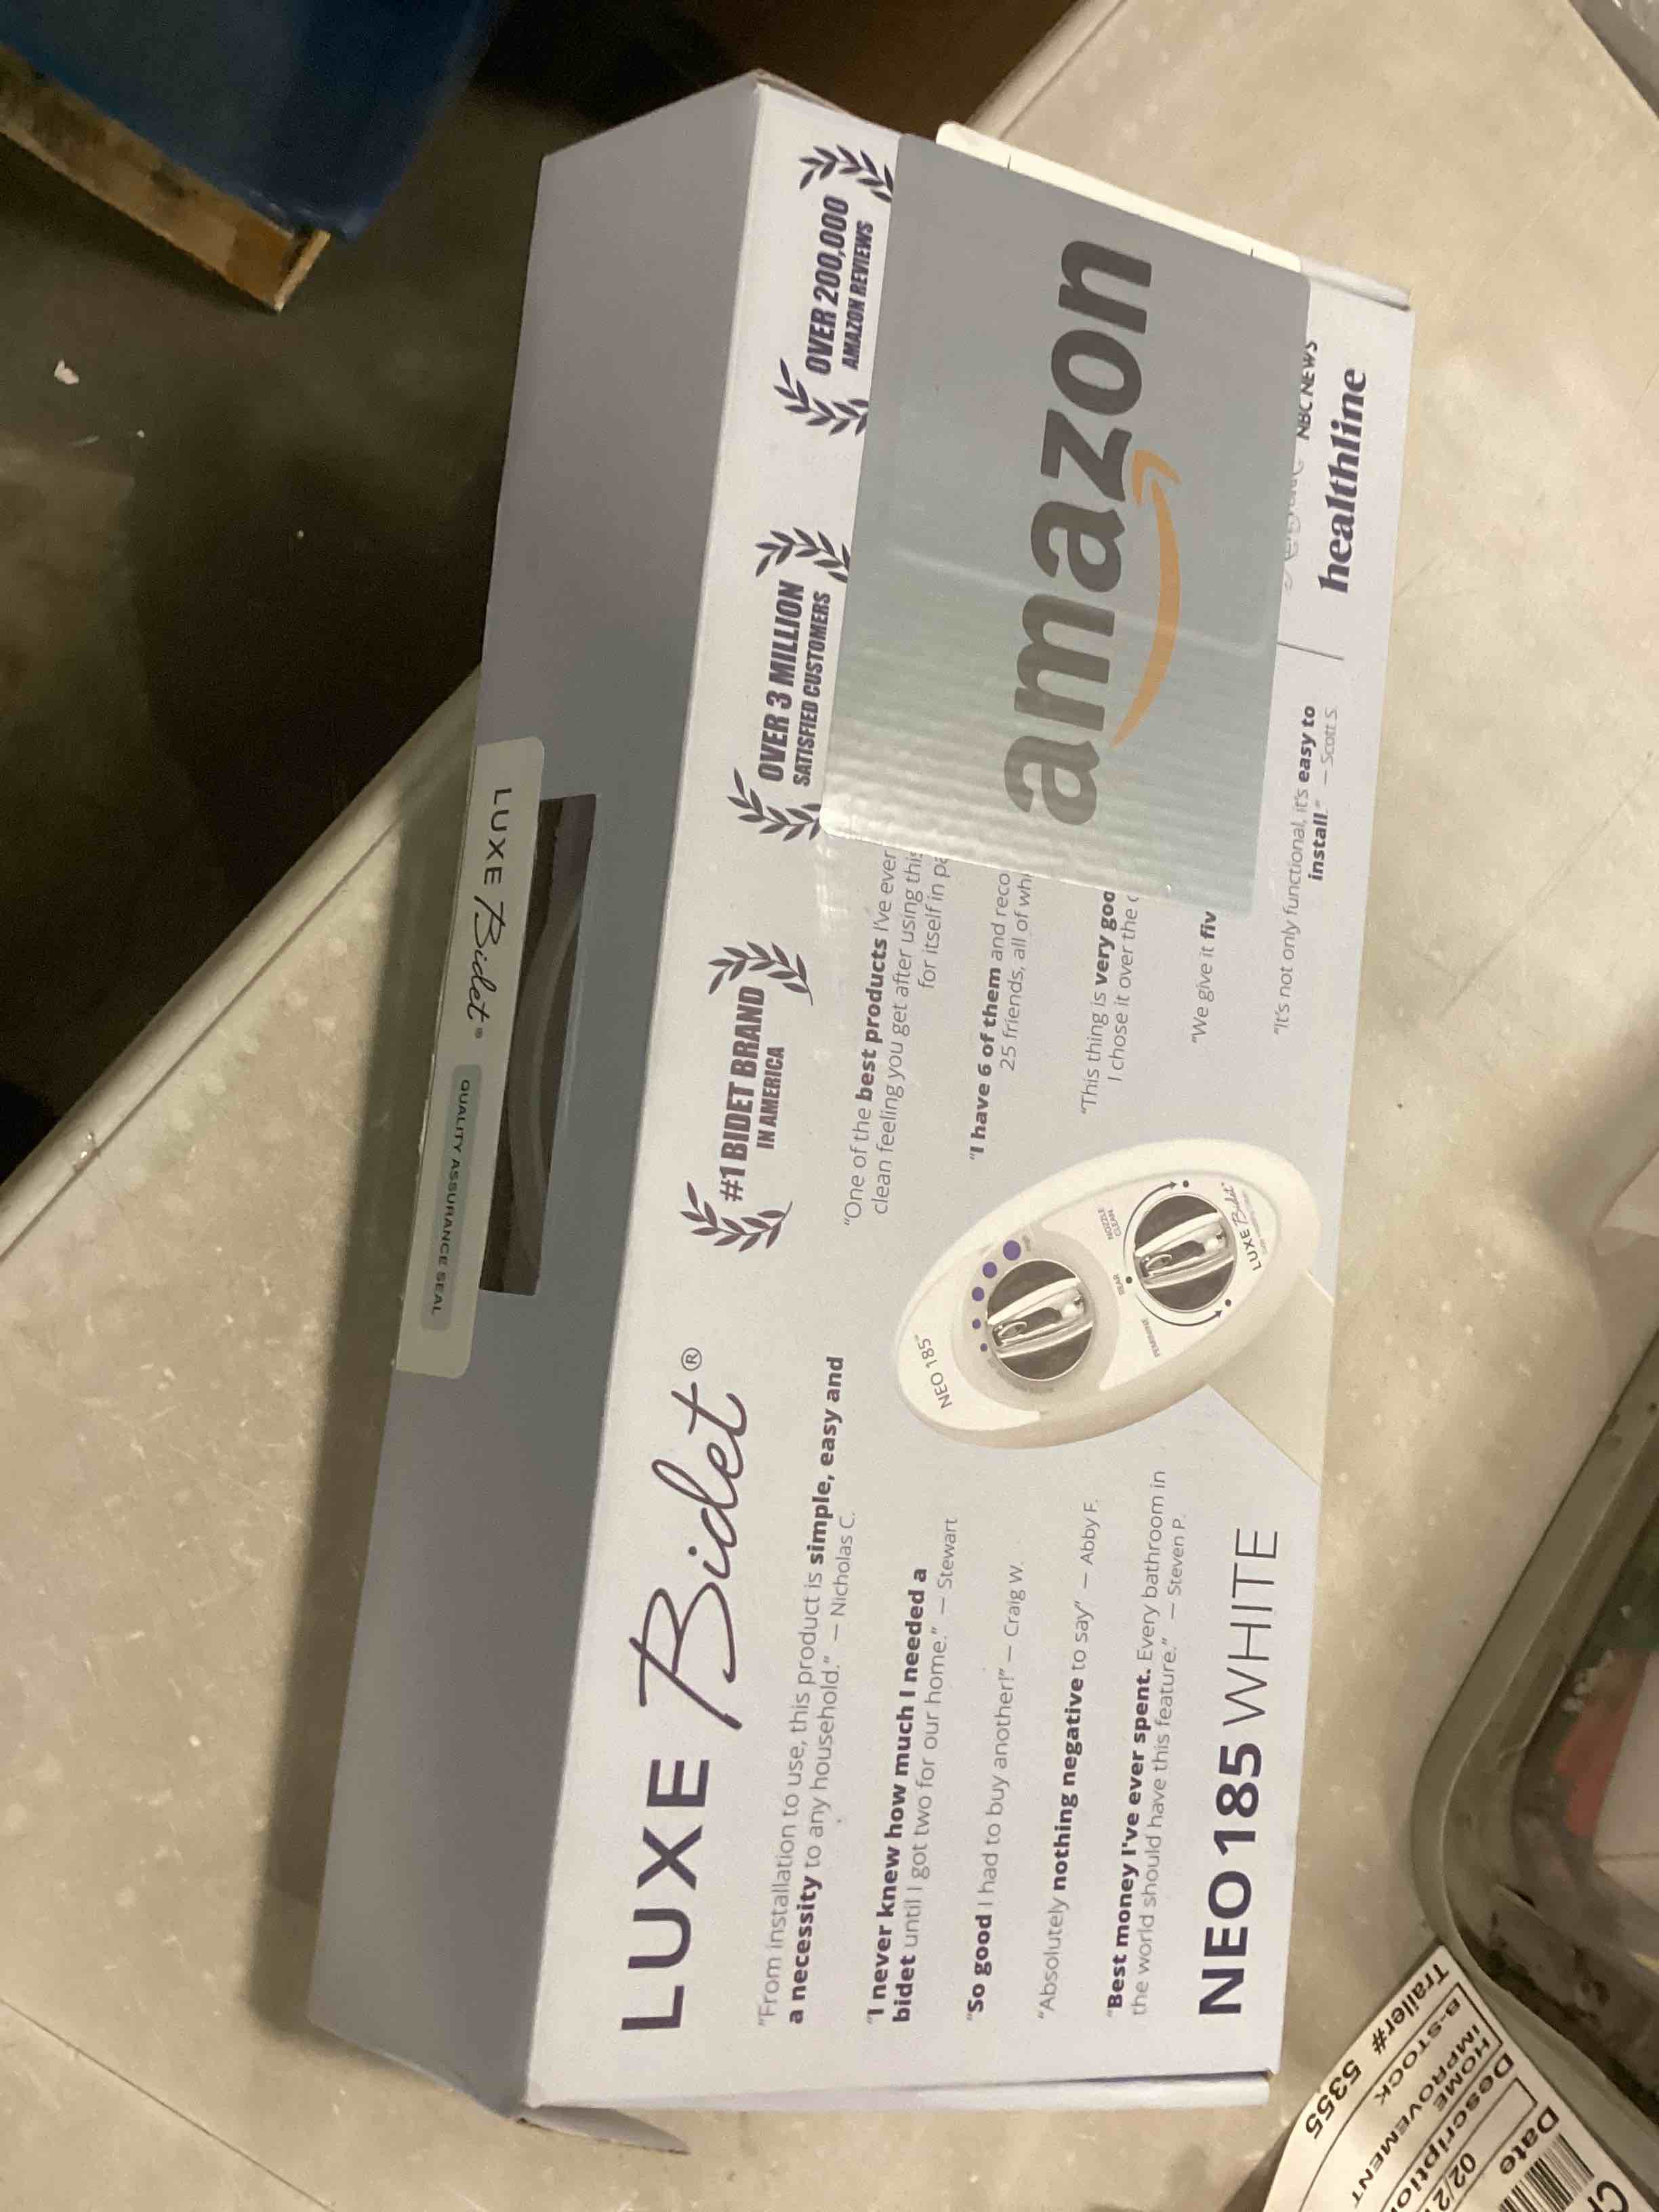 LUXE Bidet®
QUALITY ASSURANCE SEAL
LUXE Bidet®
#1 BIDET BRAND
IN AMERICA
OVER 3 MILLION
SATISFIED CUSTOMERS
OVER 200,000
AMAZON REVIEWS
"From installation to use, this product is simple, easy and
a necessity to any household." — Nicholas C.
"I never knew how much I needed a
bidet until I got two for our home." — Stewart
"So good I had to buy another!" — Craig W.
"Absolutely nothing negative to say" — Abby F.
"Best money I've ever spent. Every bathroom in
the world should have this feature." — Steven P.
NEO 185 WHITE
"One of the best products I've ever
clean feeling you get after using this
for itself in
"I have 6 of them and
25 friends, all of
"This thing is very
I chose it over the
"We give it
"It's not only functional, it's easy to
install." — Scott S.
amazon
NBC NEWS
healthline
NEO 185
NOZZLE
CLEAN
REAR
FEMININE
LUXE Bidet
Date
Description
HOME
IMPROVEMENT
B-STOCK
Trailer# 5355